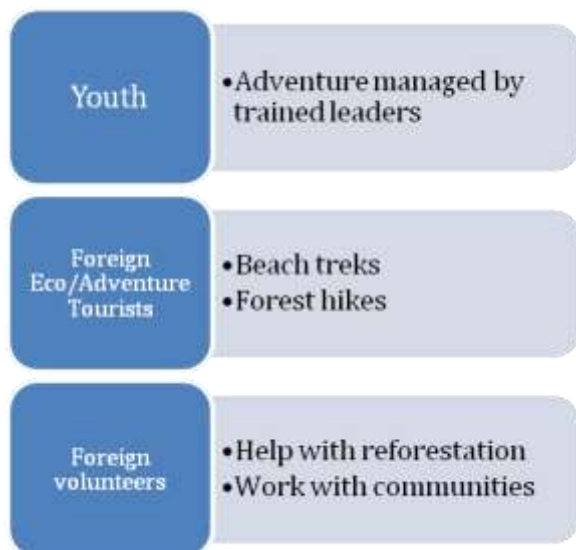 Youth
•Adventure managed by
trained leaders
Foreign
Eco/Adventure
Tourists
•Beach treks
•Forest hikes
Foreign
volunteers
•Help with reforestation
•Work with communities